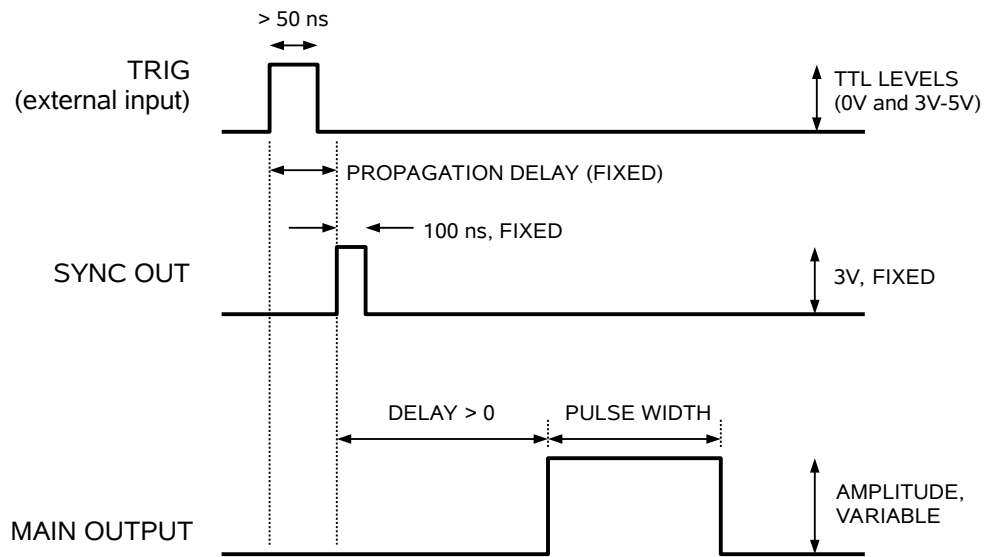 > 50 ns
TRIG
(external input)
TTL LEVELS
(0V and 3V-5V)
PROPAGATION DELAY (FIXED)
100 ns, FIXED
SYNC OUT
3V, FIXED
DELAY > 0
PULSE WIDTH
AMPLITUDE,
VARIABLE
MAIN OUTPUT